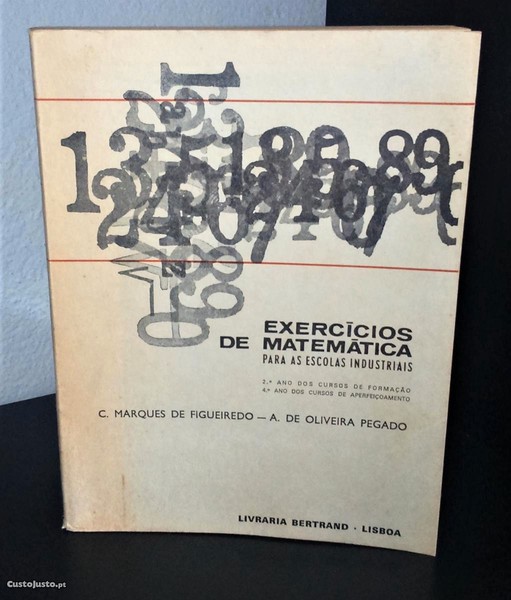 EXERCÍCIOS
DE MATEMÁTICA
PARA AS ESCOLAS INDUSTRIAIS
2.º ANO DOS CURSOS DE FORMAÇÃO
4.º ANO DOS CURSOS DE APERFEIÇOAMENTO
C. MARQUES DE FIGUEIREDO — A. DE OLIVEIRA PEGADO
LIVRARIA BERTRAND · LISBOA
CustoJusto.pt